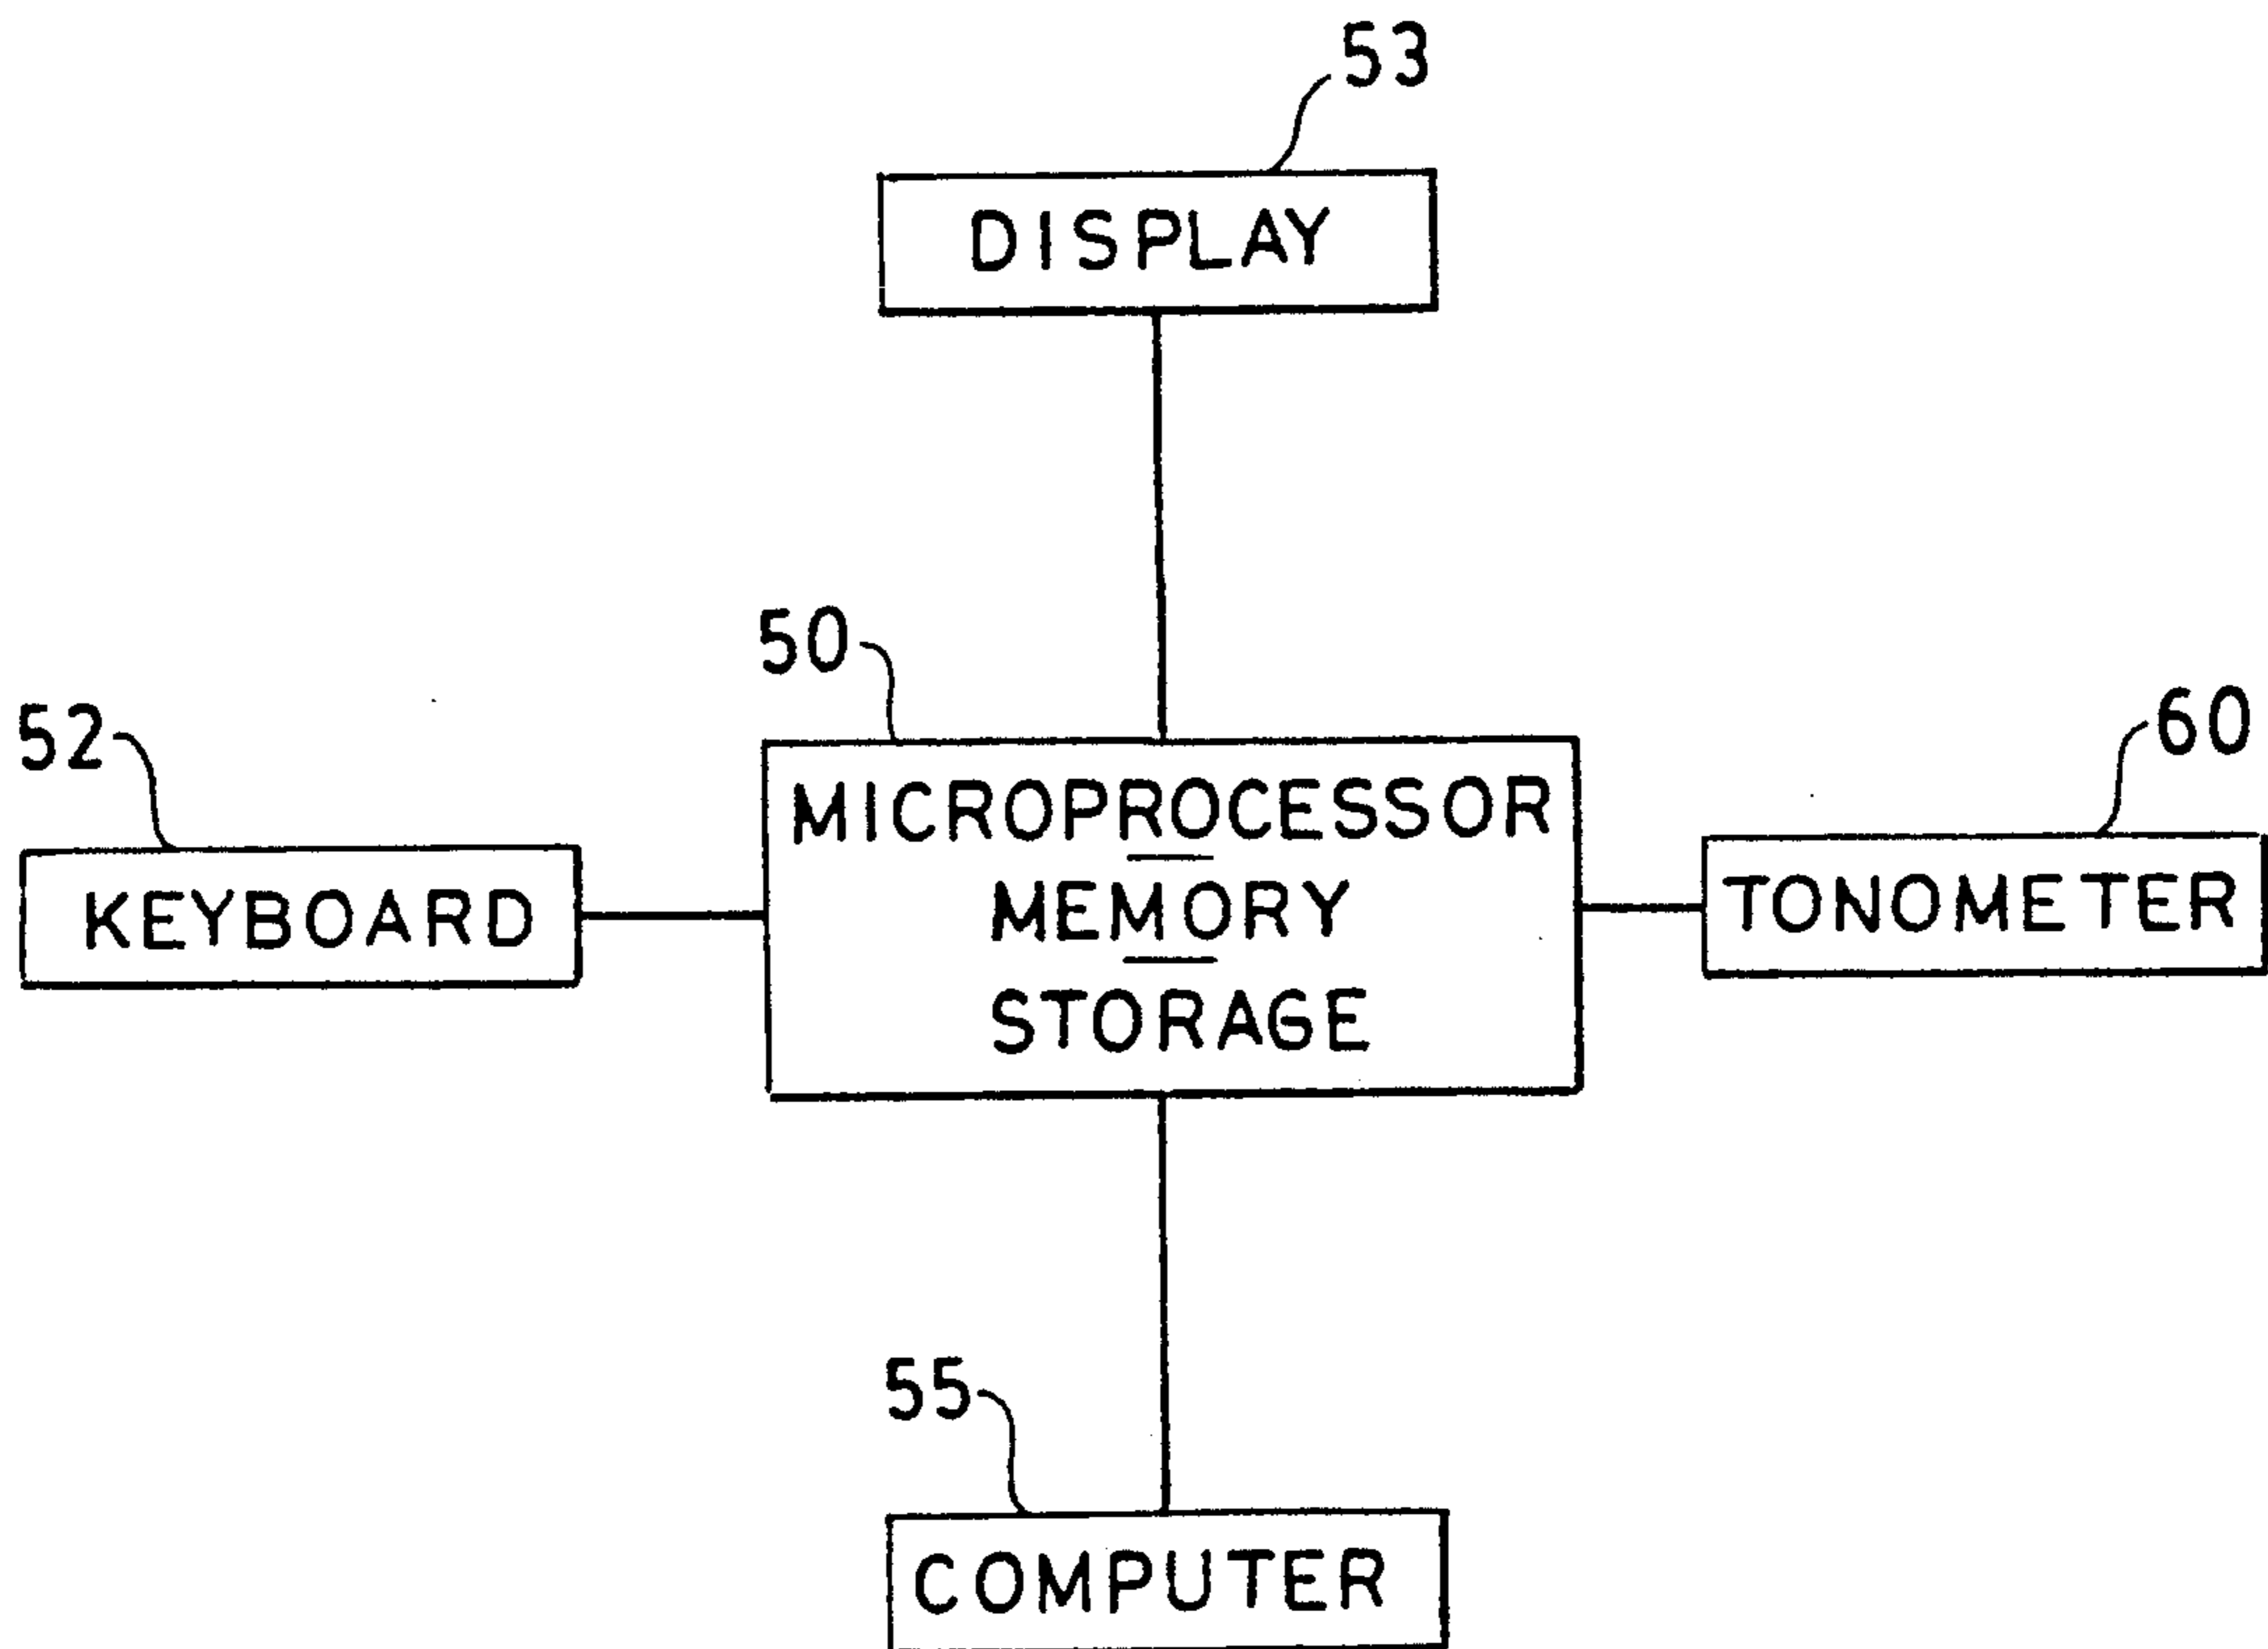 53
DISPLAY
50
52
60
MICROPROCESSOR
MEMORY
STORAGE
KEYBOARD
TONOMETER
55
COMPUTER